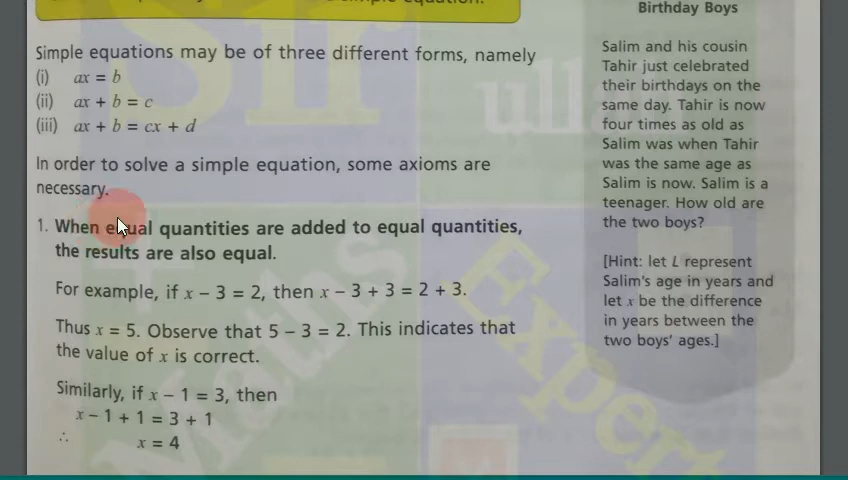 Simple equations may be of three different forms, namely
(i) ax = b
(ii) ax + b = c
(iii) ax + b = cx + d
In order to solve a simple equation, some axioms are
necessary.
1. When equal quantities are added to equal quantities,
the results are also equal.
For example, if x – 3 = 2, then x – 3 + 3 = 2 + 3.
Thus x = 5. Observe that 5 – 3 = 2. This indicates that
the value of x is correct.
Similarly, if x – 1 = 3, then
x – 1 + 1 = 3 + 1
∴ x = 4
Birthday Boys
Salim and his cousin
Tahir just celebrated
their birthdays on the
same day. Tahir is now
four times as old as
Salim was when Tahir
was the same age as
Salim is now. Salim is a
teenager. How old are
the two boys?
[Hint: let L represent
Salim's age in years and
let x be the difference
in years between the
two boys' ages.]
Sir
ull
Maths
Expert